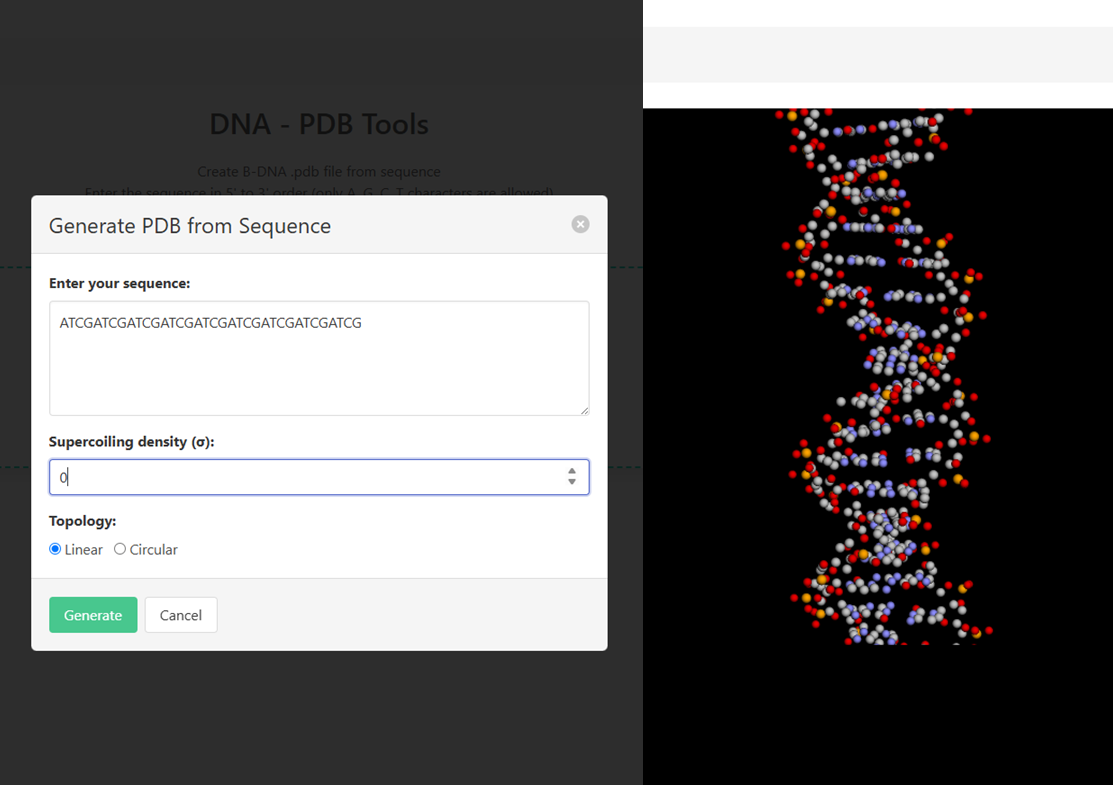 DNA - PDB Tools
Create B-DNA .pdb file from sequence
Enter the sequence in 5' to 3' order (only A, G, C, T characters are allowed)
Generate PDB from Sequence
Enter your sequence:
ATCGATCGATCGATCGATCGATCGATCGATCGATCG
Supercoiling density (σ):
0
Topology:
Linear Circular
Generate Cancel